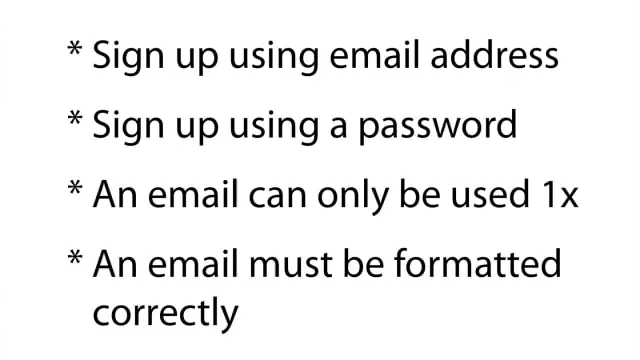 * Sign up using email address
* Sign up using a password
* An email can only be used 1x
* An email must be formatted
correctly